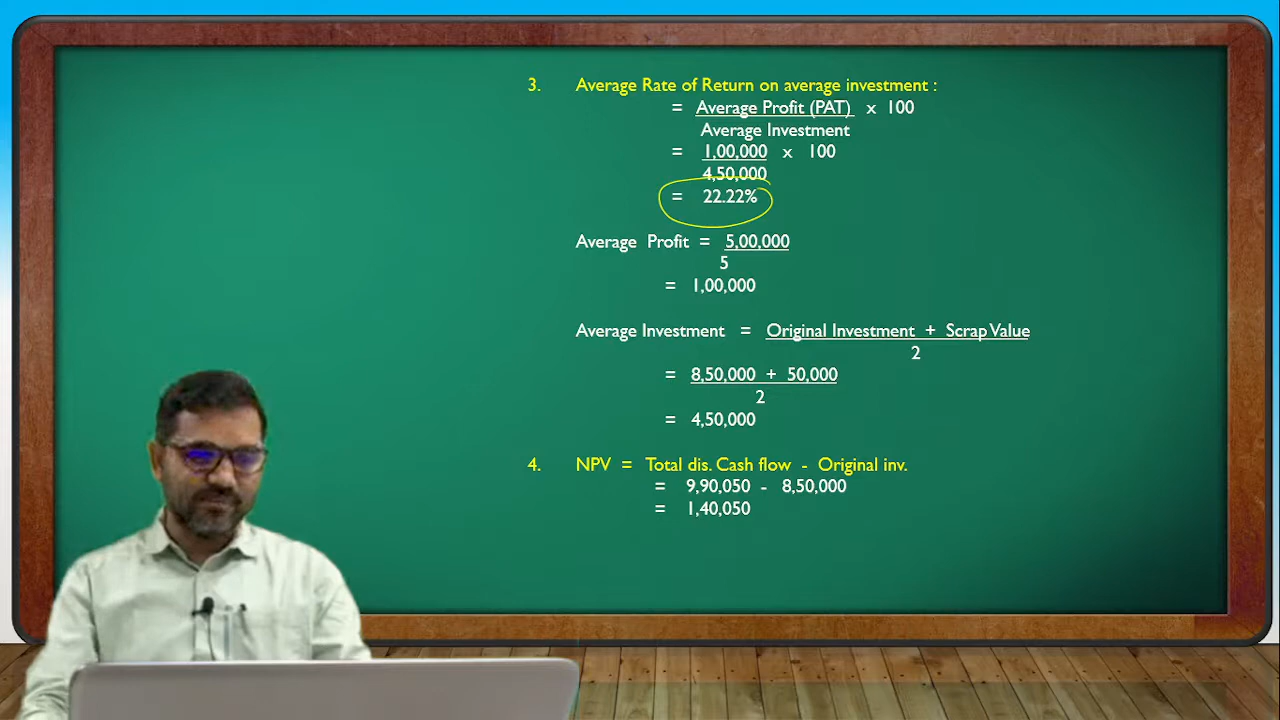 3. Average Rate of Return on average investment :
= Average Profit (PAT) x 100
Average Investment
= 1,00,000 x 100
4,50,000
= 22.22%
Average Profit = 5,00,000
5
= 1,00,000
Average Investment = Original Investment + Scrap Value
2
= 8,50,000 + 50,000
2
= 4,50,000
4. NPV = Total dis. Cash flow - Original inv.
= 9,90,050 - 8,50,000
= 1,40,050